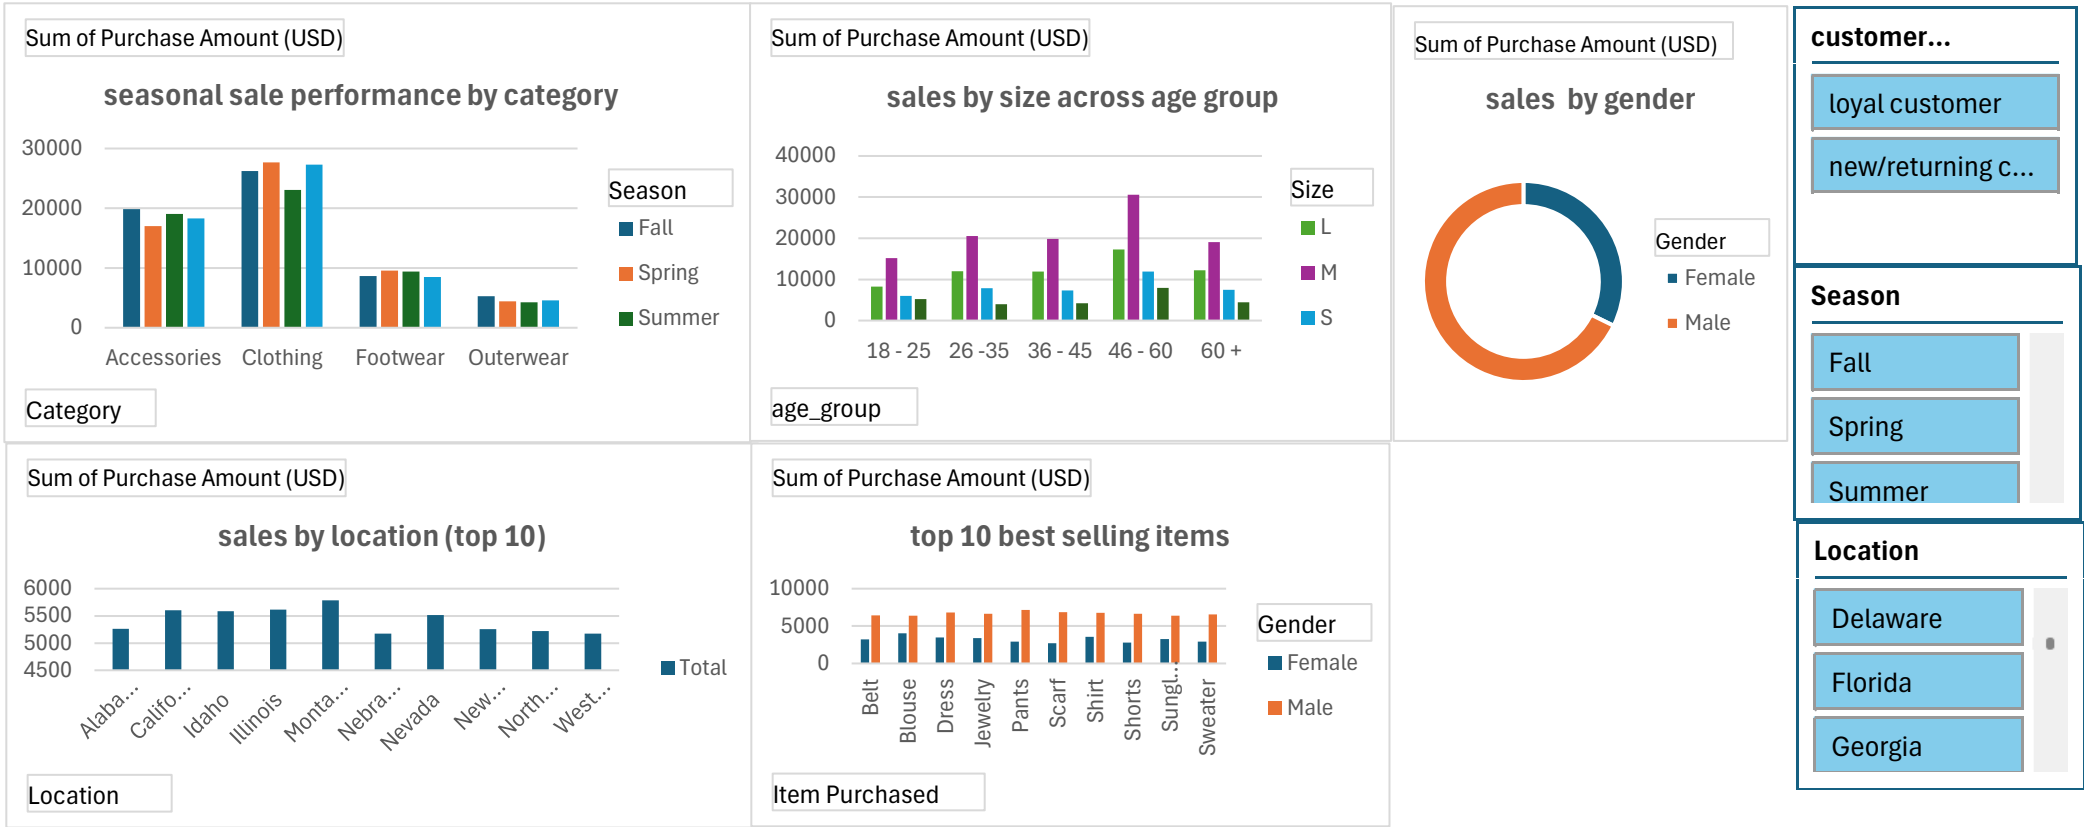 Sum of Purchase Amount (USD)
seasonal sale performance by category
30000
20000
10000
0
Accessories Clothing Footwear Outerwear
Season
Fall
Spring
Summer
Category
Sum of Purchase Amount (USD)
sales by size across age group
40000
30000
20000
10000
0
18 - 25 26 -35 36 - 45 46 - 60 60 +
Size
L
M
S
age_group
Sum of Purchase Amount (USD)
sales by gender
Gender
Female
Male
customer...
loyal customer
new/returning c...
Season
Fall
Spring
Summer
Location
Delaware
Florida
Georgia
Sum of Purchase Amount (USD)
sales by location (top 10)
6000
5500
5000
4500
Alaba...
Califo...
Idaho
Illinois
Monta...
Nebra...
Nevada
New...
North...
West...
Total
Location
Sum of Purchase Amount (USD)
top 10 best selling items
10000
5000
0
Belt
Blouse
Dress
Jewelry
Pants
Scarf
Shirt
Shorts
Sungl...
Sweater
Gender
Female
Male
Item Purchased